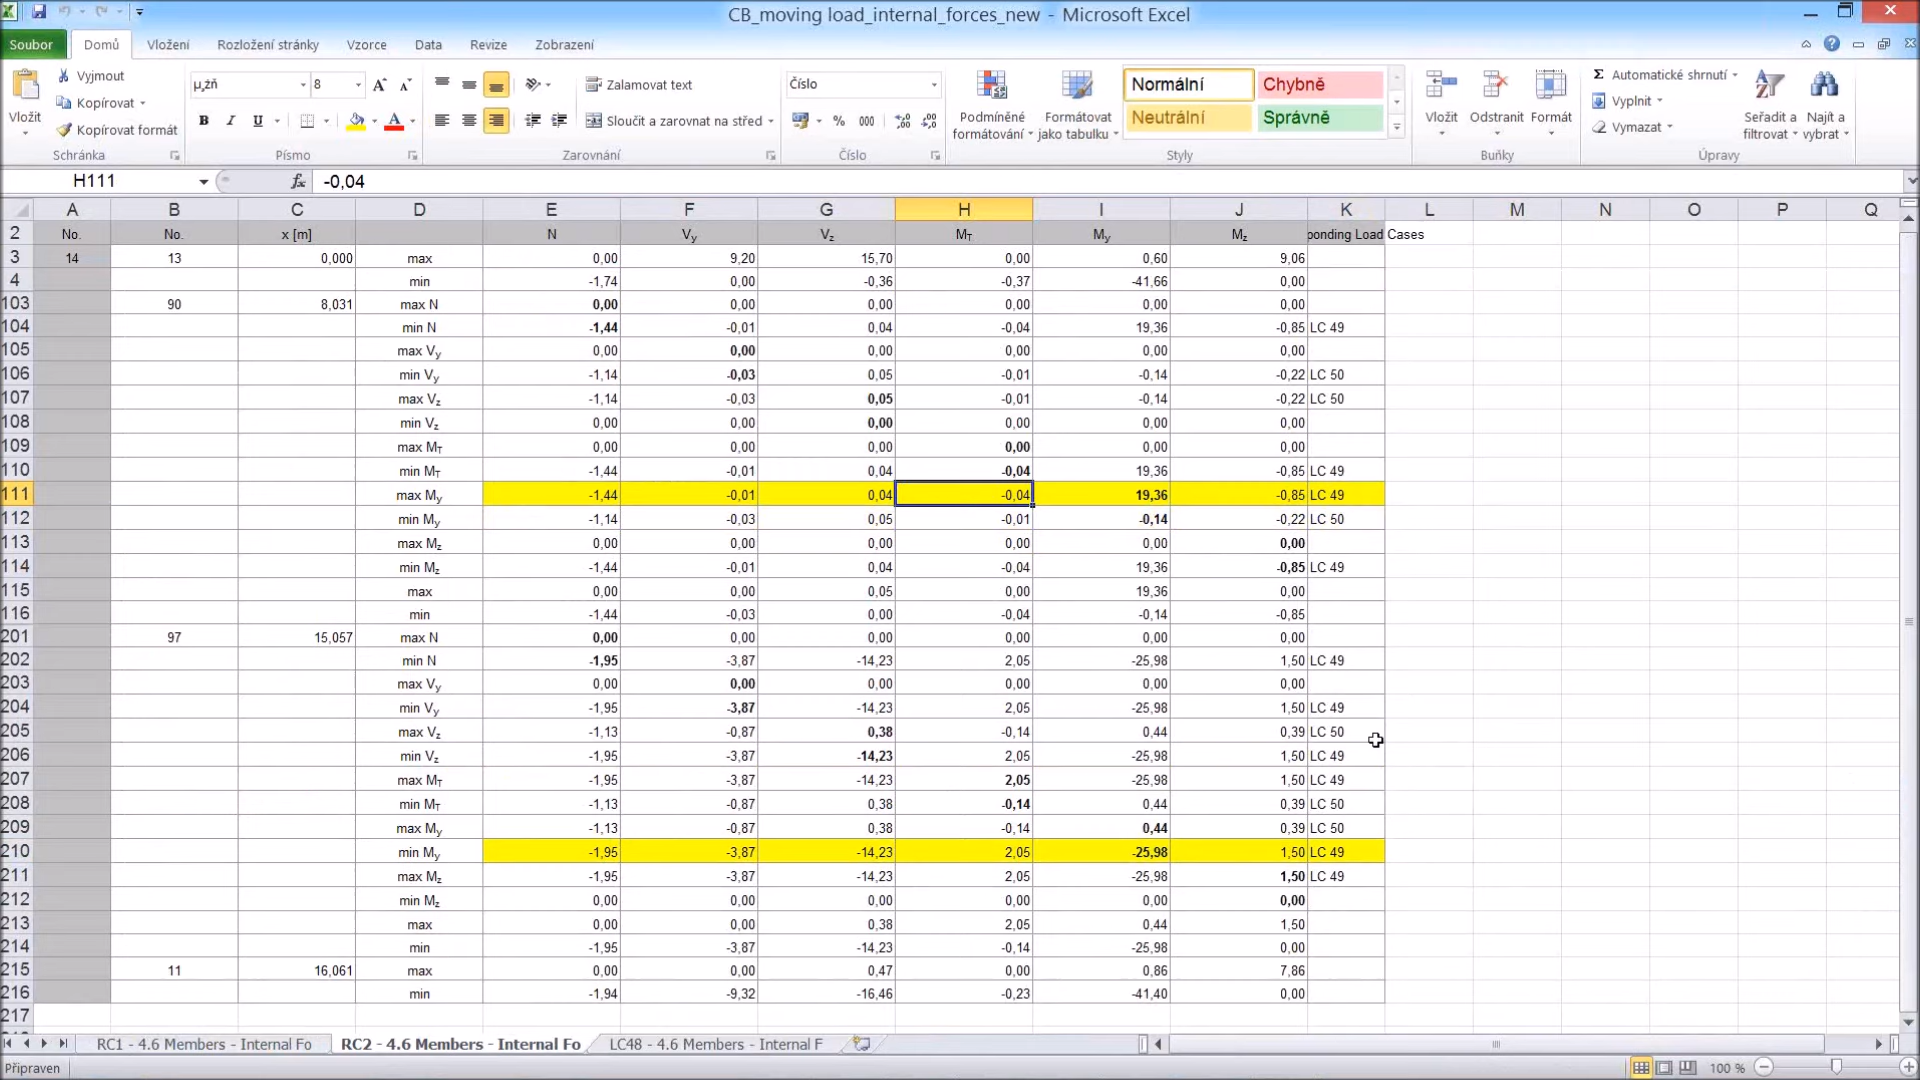 CB_moving load_internal_forces_new - Microsoft Excel
Soubor Domů Vložení Rozložení stránky Vzorce Data Revize Zobrazení
Vložit
Vyjmout
Kopírovat
Kopírovat formát
Schránka
µ,žñ 8
B I U
Písmo
Zalamovat text
Sloučit a zarovnat na střed
Zarovnání
Číslo
% 000
Číslo
Podmíněné formátování
Formátovat jako tabulku
Normální Chybně
Neutrální Správně
Styly
Vložit Odstranit Formát
Buňky
Σ Automatické shrnutí
Vyplnit
Vymazat
Seřadit a filtrovat
Najít a vybrat
Úpravy
H111 fx -0,04
A B C D E F G H I J K L M N O P Q
2 No. No. x [m] N Vy Vz MT My Mz ponding Load Cases
3 14 13 0,000 max 0,00 9,20 15,70 0,00 0,60 9,06
4 min -1,74 0,00 -0,36 -0,37 -41,66 0,00
103 90 8,031 max N 0,00 0,00 0,00 0,00 0,00 0,00
104 min N -1,44 -0,01 0,04 -0,04 19,36 -0,85 LC 49
105 max Vy 0,00 0,00 0,00 0,00 0,00 0,00
106 min Vy -1,14 -0,03 0,05 -0,01 -0,14 -0,22 LC 50
107 max Vz -1,14 -0,03 0,05 -0,01 -0,14 -0,22 LC 50
108 min Vz 0,00 0,00 0,00 0,00 0,00 0,00
109 max MT 0,00 0,00 0,00 0,00 0,00 0,00
110 min MT -1,44 -0,01 0,04 -0,04 19,36 -0,85 LC 49
111 max My -1,44 -0,01 0,04 -0,04 19,36 -0,85 LC 49
112 min My -1,14 -0,03 0,05 -0,01 -0,14 -0,22 LC 50
113 max Mz 0,00 0,00 0,00 0,00 0,00 0,00
114 min Mz -1,44 -0,01 0,04 -0,04 19,36 -0,85 LC 49
115 max 0,00 0,00 0,05 0,00 19,36 0,00
116 min -1,44 -0,03 0,00 -0,04 -0,14 -0,85
201 97 15,057 max N 0,00 0,00 0,00 0,00 0,00 0,00
202 min N -1,95 -3,87 -14,23 2,05 -25,98 1,50 LC 49
203 max Vy 0,00 0,00 0,00 0,00 0,00 0,00
204 min Vy -1,95 -3,87 -14,23 2,05 -25,98 1,50 LC 49
205 max Vz -1,13 -0,87 0,38 -0,14 0,44 0,39 LC 50
206 min Vz -1,95 -3,87 -14,23 2,05 -25,98 1,50 LC 49
207 max MT -1,95 -3,87 -14,23 2,05 -25,98 1,50 LC 49
208 min MT -1,13 -0,87 0,38 -0,14 0,44 0,39 LC 50
209 max My -1,13 -0,87 0,38 -0,14 0,44 0,39 LC 50
210 min My -1,95 -3,87 -14,23 2,05 -25,98 1,50 LC 49
211 max Mz -1,95 -3,87 -14,23 2,05 -25,98 1,50 LC 49
212 min Mz 0,00 0,00 0,00 0,00 0,00 0,00
213 max 0,00 0,00 0,38 2,05 0,44 1,50
214 min -1,95 -3,87 -14,23 -0,14 -25,98 0,00
215 11 16,061 max 0,00 0,00 0,47 0,00 0,86 7,86
216 min -1,94 -9,32 -16,46 -0,23 -41,40 0,00
217
RC1 - 4.6 Members - Internal Fo RC2 - 4.6 Members - Internal Fo LC48 - 4.6 Members - Internal F
Připraven 100 %